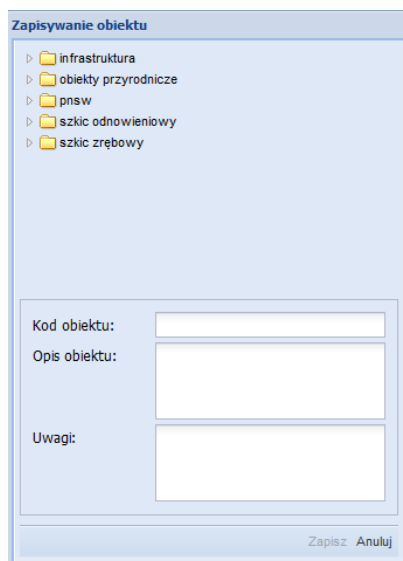 Zapisywanie obiektu
infrastruktura
obiekty przyrodnicze
pnsw
szkic odnowieniowy
szkic zrębowy
Kod obiektu:
Opis obiektu:
Uwagi:
Zapisz Anuluj